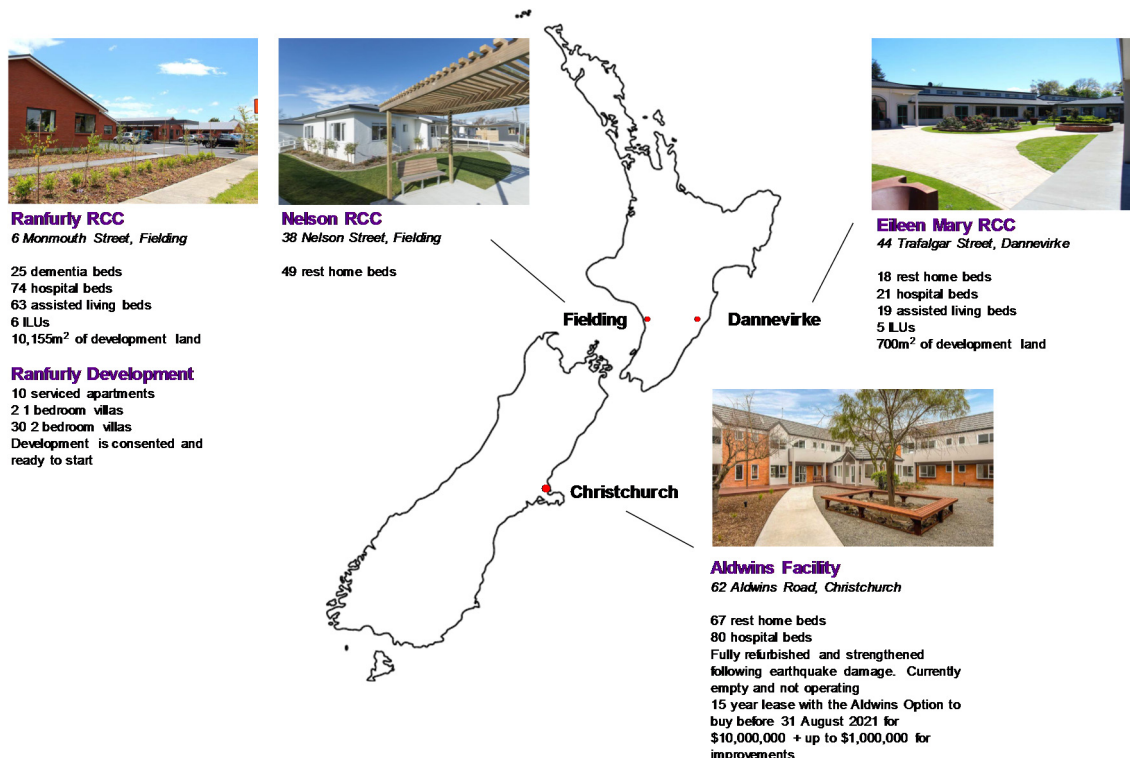 Ranfurly RCC
6 Monmouth Street, Fielding
25 dementia beds
74 hospital beds
63 assisted living beds
6 ILUs
10,155m² of development land
Ranfurly Development
10 serviced apartments
2 1 bedroom villas
30 2 bedroom villas
Development is consented and
ready to start
Nelson RCC
38 Nelson Street, Fielding
49 rest home beds
Eileen Mary RCC
44 Trafalgar Street, Dannevirke
18 rest home beds
21 hospital beds
19 assisted living beds
5 ILUs
700m² of development land
Fielding
Dannevirke
Christchurch
Aldwins Facility
62 Aldwins Road, Christchurch
67 rest home beds
80 hospital beds
Fully refurbished and strengthened
following earthquake damage. Currently
empty and not operating
15 year lease with the Aldwins Option to
buy before 31 August 2021 for
$10,000,000 + up to $1,000,000 for
improvements